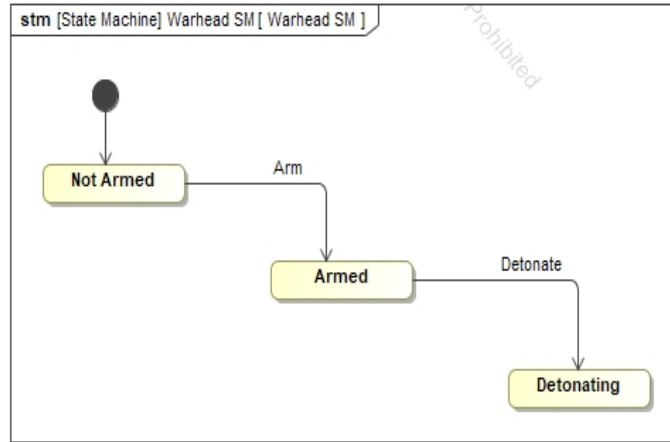 stm [State Machine] Warhead SM [ Warhead SM ]
Prohibited
Not Armed
Arm
Armed
Detonate
Detonating